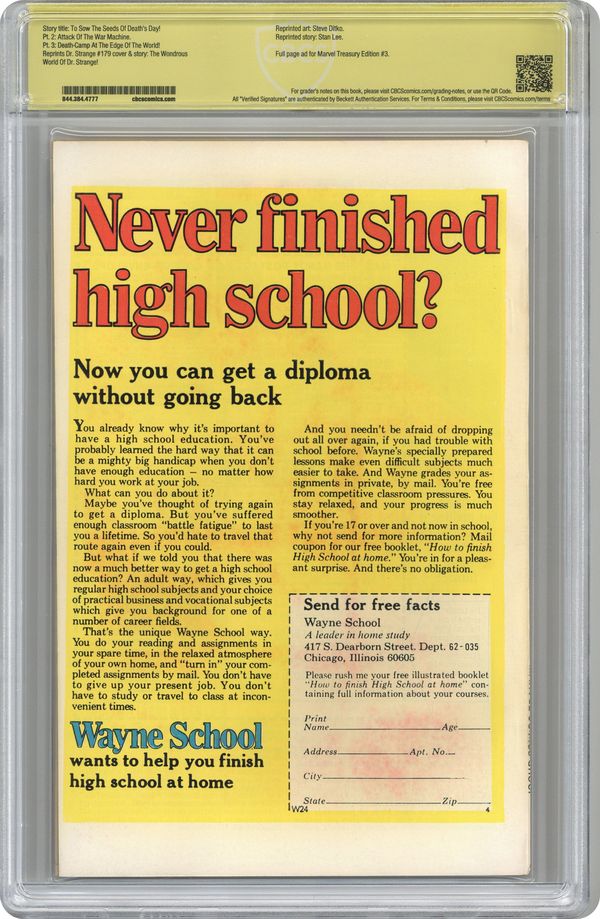 Story title: To Sow The Seeds Of Death's Day!
Pt. 2: Attack Of The War Machine.
Pt. 3: Death-Camp At The Edge Of The World!
Reprints Dr. Strange #179 cover & story: The Wondrous
World Of Dr. Strange!
Reprinted art: Steve Ditko.
Reprinted story: Stan Lee.
Full page ad for Marvel Treasury Edition #3.
844.384.4777
cbcscomics.com
For grader's notes on this book, please visit CBCScomics.com/grading-notes, or use the QR Code.
All "Verified Signatures" are authenticated by Beckett Authentication Services. For Terms & Conditions, please visit CBCScomics.com/terms
Never finished
high school?
Now you can get a diploma
without going back
You already know why it's important to
have a high school education. You've
probably learned the hard way that it can
be a mighty big handicap when you don't
have enough education – no matter how
hard you work at your job.
What can you do about it?
Maybe you've thought of trying again
to get a diploma. But you've suffered
enough classroom "battle fatigue" to last
you a lifetime. So you'd hate to travel that
route again even if you could.
But what if we told you that there was
now a much better way to get a high school
education? An adult way, which gives you
regular high school subjects and your choice
of practical business and vocational subjects
which give you background for one of a
number of career fields.
That's the unique Wayne School way.
You do your reading and assignments in
your spare time, in the relaxed atmosphere
of your own home, and "turn in" your com-
pleted assignments by mail. You don't have
to give up your present job. You don't
have to study or travel to class at incon-
venient times.
Wayne School
wants to help you finish
high school at home
And you needn't be afraid of dropping
out all over again, if you had trouble with
school before. Wayne's specially prepared
lessons make even difficult subjects much
easier to take. And Wayne grades your as-
signments in private, by mail. You're free
from competitive classroom pressures. You
stay relaxed, and your progress is much
smoother.
If you're 17 or over and not now in school,
why not send for more information? Mail
coupon for our free booklet, "How to finish
High School at home." You're in for a pleas-
ant surprise. And there's no obligation.
Send for free facts
Wayne School
A leader in home study
417 S. Dearborn Street. Dept. 62-035
Chicago, Illinois 60605
Please rush me your free illustrated booklet
"How to finish High School at home" con-
taining full information about your courses.
Print
Name Age
Address Apt. No.
City
State Zip
W24 4